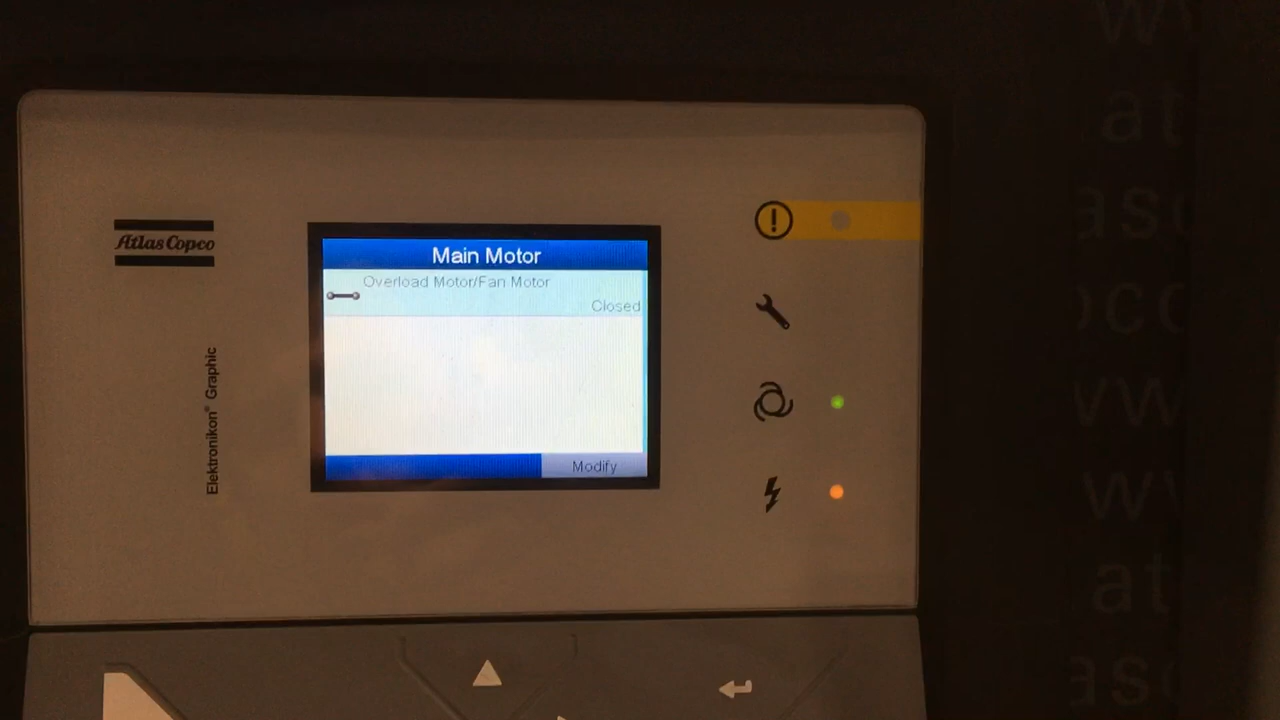 Atlas Copco
Elektronikon® Graphic
Main Motor
Overload Motor/Fan Motor
Closed
Modify